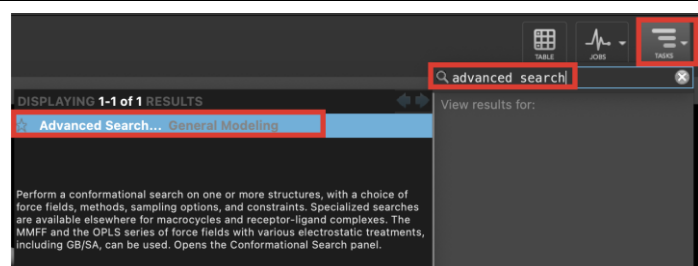 TABLE
JOBS
TASKS
advanced search
DISPLAYING 1-1 of 1 RESULTS
View results for:
Advanced Search... General Modeling
Perform a conformational search on one or more structures, with a choice of
force fields, methods, sampling options, and constraints. Specialized searches
are available elsewhere for macrocycles and receptor-ligand complexes. The
MMFF and the OPLS series of force fields with various electrostatic treatments,
including GB/SA, can be used. Opens the Conformational Search panel.